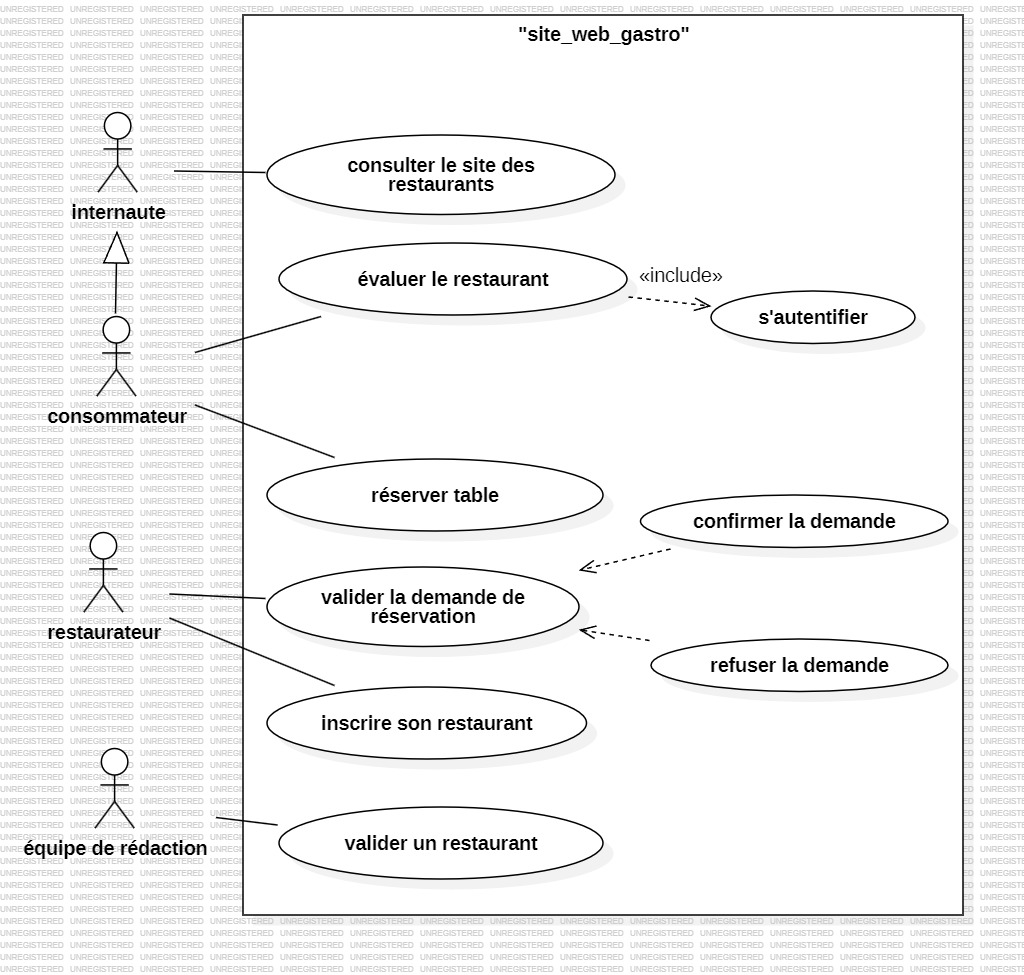 "site_web_gastro"
consulter le site des
restaurants
internaute
évaluer le restaurant
«include»
s'autentifier
consommateur
réserver table
confirmer la demande
valider la demande de
réservation
restaurateur
refuser la demande
inscrire son restaurant
valider un restaurant
équipe de rédaction
UNREGISTERED